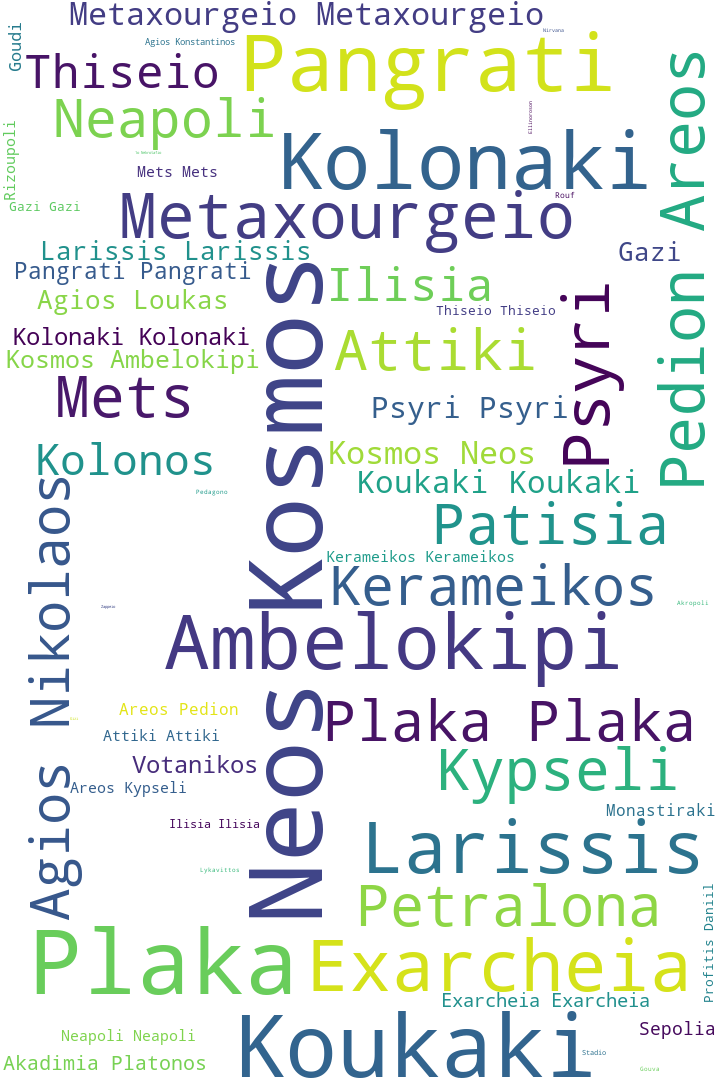 Metaxourgeio Metaxourgeio
Goudi
Agios Konstantinos
Nirvana
Pangrati
Thiseio
Neapoli
Ellinoroson
Pedion Areos
Rizoupoli
Kolonaki
Mets Mets
Rouf
Gazi Gazi
Metaxourgeio
Larissis Larissis
Gazi
Pangrati Pangrati
Ilisia
Agios Loukas
Thiseio Thiseio
Psyri
Kolonaki Kolonaki
Attiki
Kosmos Ambelokipi
Mets
Psyri Psyri
Neos Kosmos
Kolonos
Kosmos Neos
Koukaki Koukaki
Pedagono
Agios Nikolaos
Patisia
Kerameikos Kerameikos
Kerameikos
Akropoli
Zappeio
Ambelokipi
Areos Pedion
Plaka Plaka
Attiki Attiki
Votanikos
Kypseli
Areos Kypseli
Monastiraki
Ilisia Ilisia
Larissis
Lykavittos
Petralona
Profitis Daniil
Plaka
Exarcheia
Exarcheia Exarcheia
Koukaki
Sepolia
Neapoli Neapoli
Stadio
Akadimia Platonos
Gouva